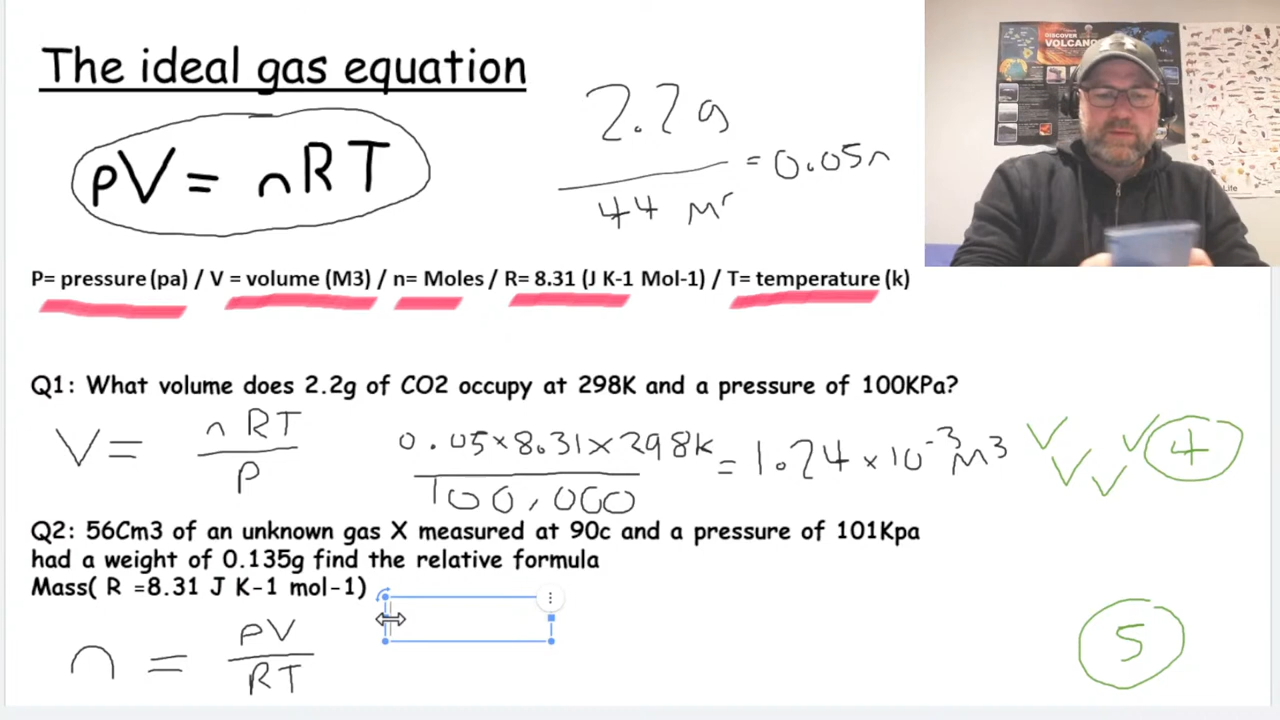 The ideal gas equation
PV = nRT
2.2g
44 Mr
= 0.05n
DISCOVER
VOLCANO
Life
P= pressure (pa) / V = volume (M3) / n= Moles / R= 8.31 (J K-1 Mol-1) / T= temperature (k)
Q1: What volume does 2.2g of CO2 occupy at 298K and a pressure of 100KPa?
V = nRT
P
0.05×8.31×298k
100,000
= 1.24 × 10⁻³ M³
4
Q2: 56Cm3 of an unknown gas X measured at 90c and a pressure of 101Kpa
had a weight of 0.135g find the relative formula
Mass( R =8.31 J K-1 mol-1)
n = PV
RT
5